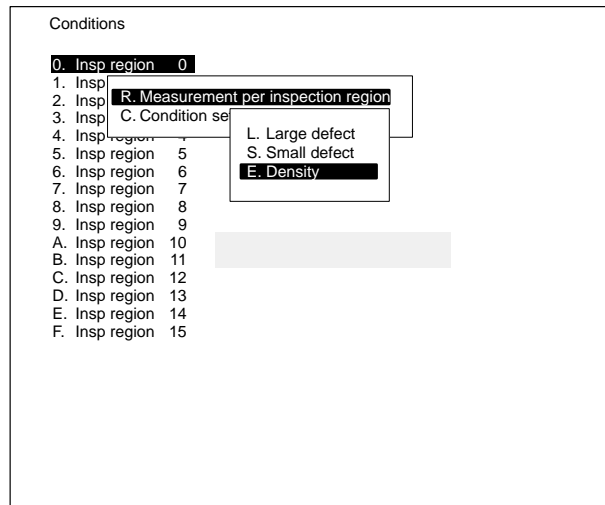 Conditions
0. Insp region 0
1. Insp
R. Measurement per inspection region
2. Insp
C. Condition se
3. Insp
4. Insp region
L. Large defect
5. Insp region 5
S. Small defect
6. Insp region 6
E. Density
7. Insp region 7
8. Insp region 8
9. Insp region 9
A. Insp region 10
B. Insp region 11
C. Insp region 12
D. Insp region 13
E. Insp region 14
F. Insp region 15